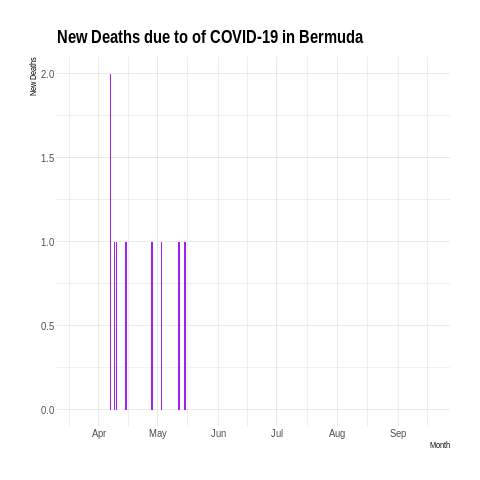 New Deaths due to of COVID-19 in Bermuda
New Deaths
2.0
1.5
1.0
0.5
0.0
Apr May Jun Jul Aug Sep
Month